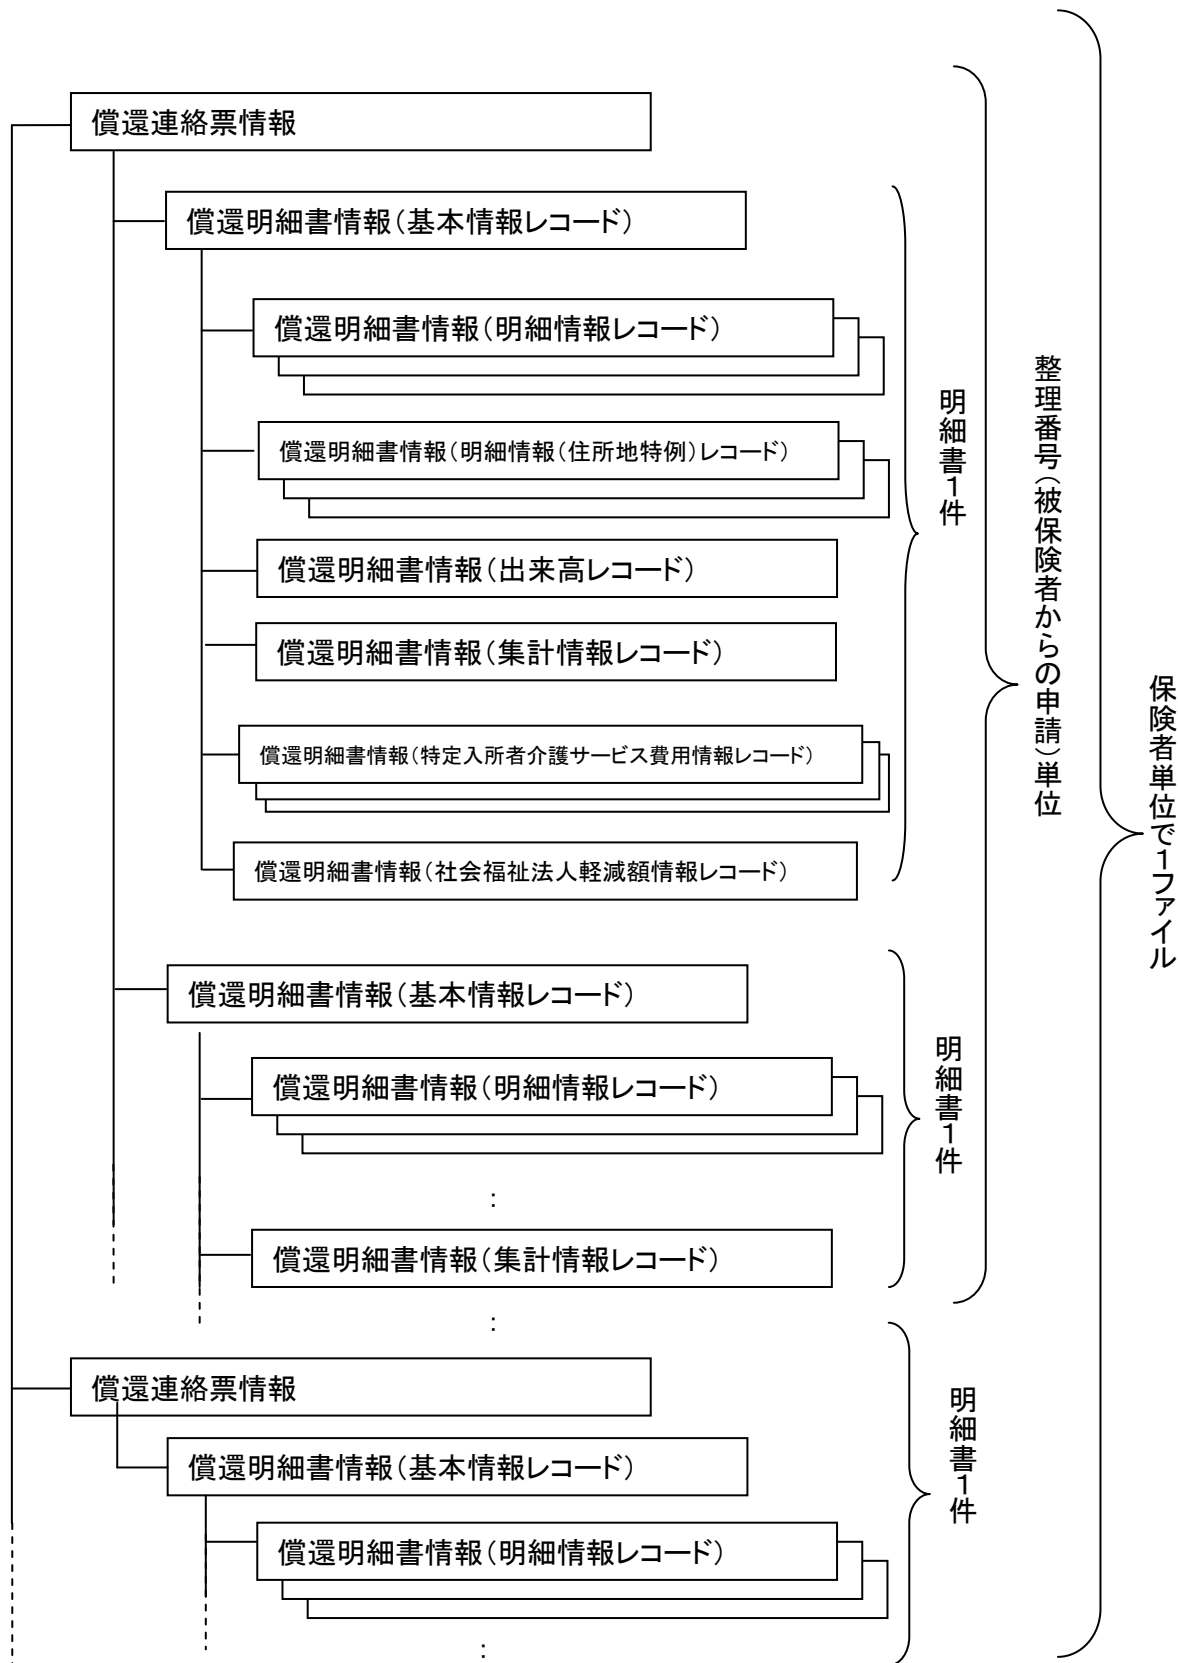 償還連絡票情報
償還明細書情報（基本情報レコード）
償還明細書情報（明細情報レコード）
償還明細書情報（明細情報（住所地特例）レコード）
償還明細書情報（出来高レコード）
償還明細書情報（集計情報レコード）
償還明細書情報（特定入所者介護サービス費用情報レコード）
償還明細書情報（社会福祉法人軽減額情報レコード）
明細書１件
償還明細書情報（基本情報レコード）
償還明細書情報（明細情報レコード）
：
償還明細書情報（集計情報レコード）
明細書１件
：
整理番号（被保険者からの申請）単位
償還連絡票情報
償還明細書情報（基本情報レコード）
償還明細書情報（明細情報レコード）
：
明細書１件
保険者単位で１ファイル